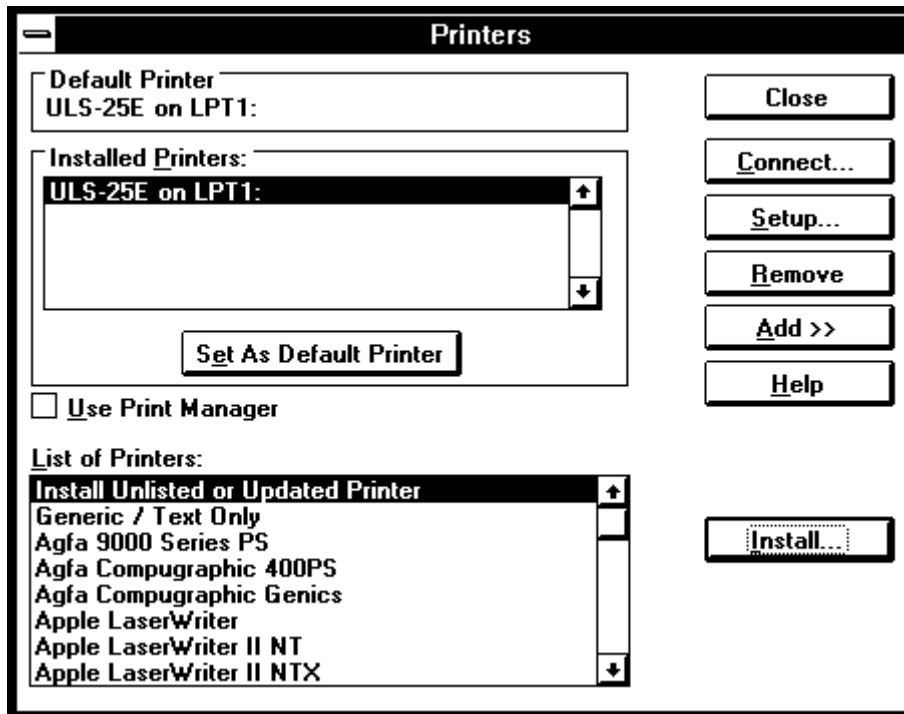 Printers
Default Printer
ULS-25E on LPT1:
Close
Installed Printers:
ULS-25E on LPT1:
Connect...
Setup...
Remove
Add >>
Help
Set As Default Printer
Use Print Manager
List of Printers:
Install Unlisted or Updated Printer
Generic / Text Only
Agfa 9000 Series PS
Agfa Compugraphic 400PS
Agfa Compugraphic Genics
Apple LaserWriter
Apple LaserWriter II NT
Apple LaserWriter II NTX
Install...